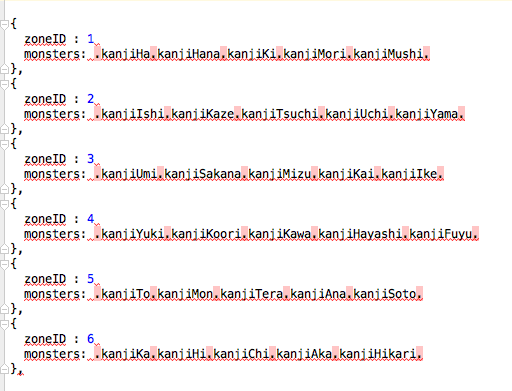 {
zoneID : 1
monsters: .kanjiHa.kanjiHana.kanjiKi.kanjiMori.kanjiMushi.
},
{
zoneID : 2
monsters: .kanjiIshi.kanjiKaze.kanjiTsuchi.kanjiUchi.kanjiYama.
},
{
zoneID : 3
monsters: .kanjiUmi.kanjiSakana.kanjiMizu.kanjiKai.kanjiIke.
},
{
zoneID : 4
monsters: .kanjiYuki.kanjiKoori.kanjiKawa.kanjiHayashi.kanjiFuyu.
},
{
zoneID : 5
monsters: .kanjiTo.kanjiMon.kanjiTera.kanjiAna.kanjiSoto.
},
{
zoneID : 6
monsters: .kanjiKa.kanjiHi.kanjiChi.kanjiAka.kanjiHikari.
},